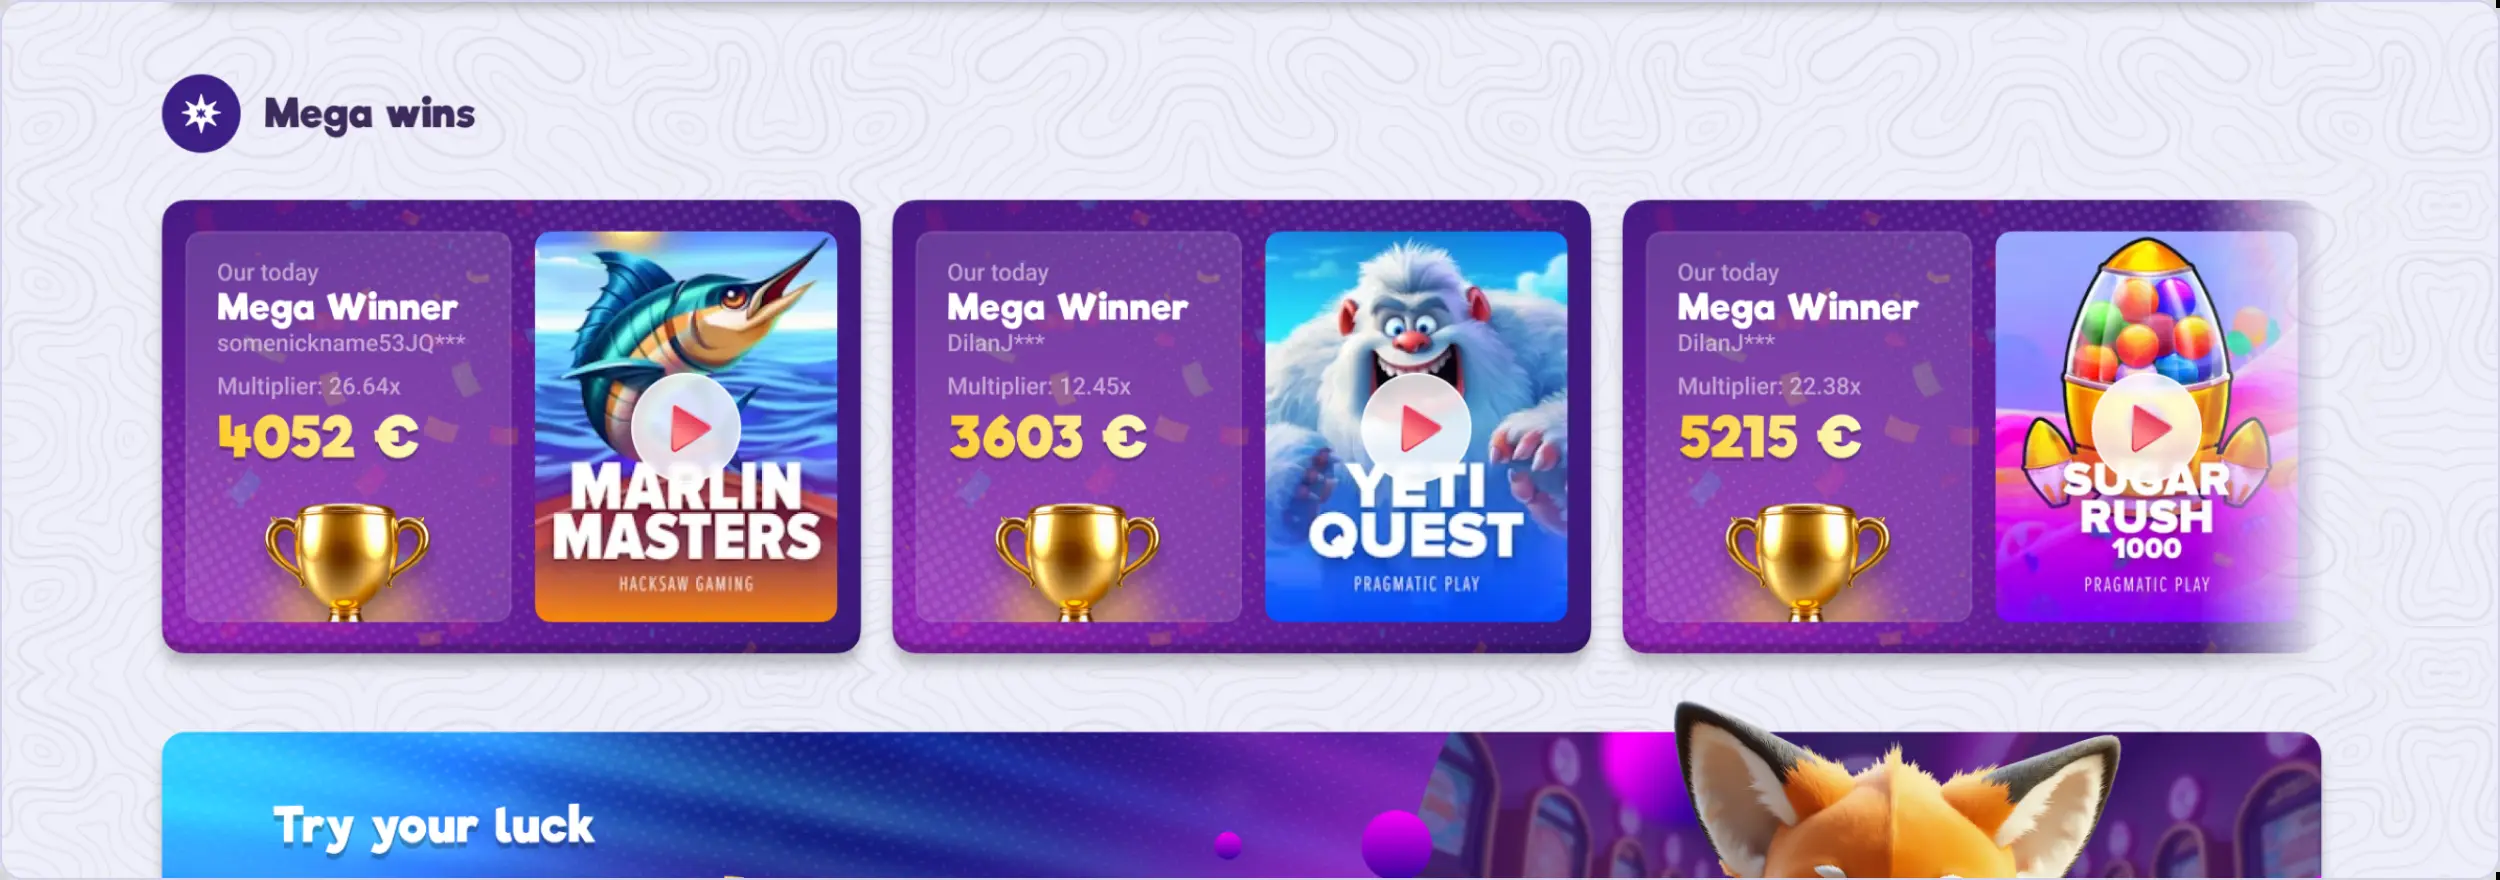 Mega wins
Our today
Mega Winner
somenickname53JQ***
Multiplier: 26.64x
4052 €
MARLIN
MASTERS
HACKSAW GAMING
Our today
Mega Winner
DilanJ***
Multiplier: 12.45x
3603 €
YETI
QUEST
PRAGMATIC PLAY
Our today
Mega Winner
DilanJ***
Multiplier: 22.38x
5215 €
SUGAR
RUSH
1000
PRAGMATIC PLAY
Try your luck